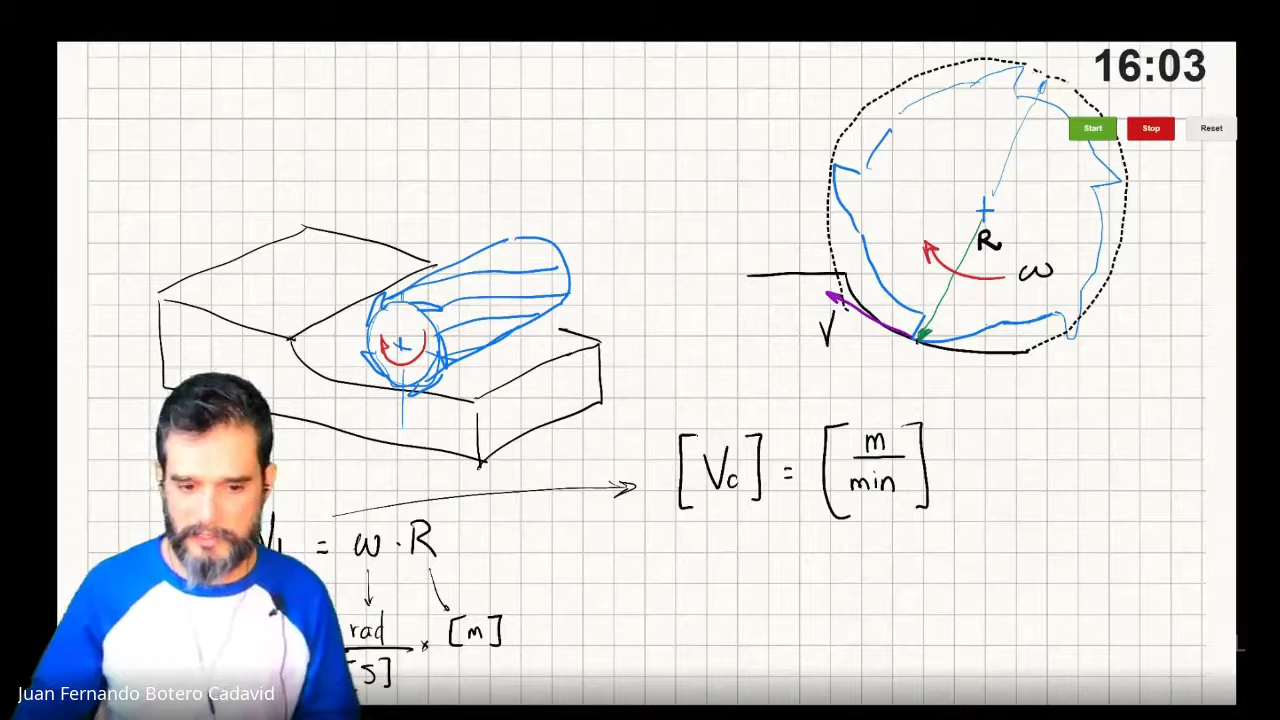 16:03
Start Stop Reset
R
ω
V
[Vc] = [m/min]
= ω · R
rad × [m]
[S]
Juan Fernando Botero Cadavid